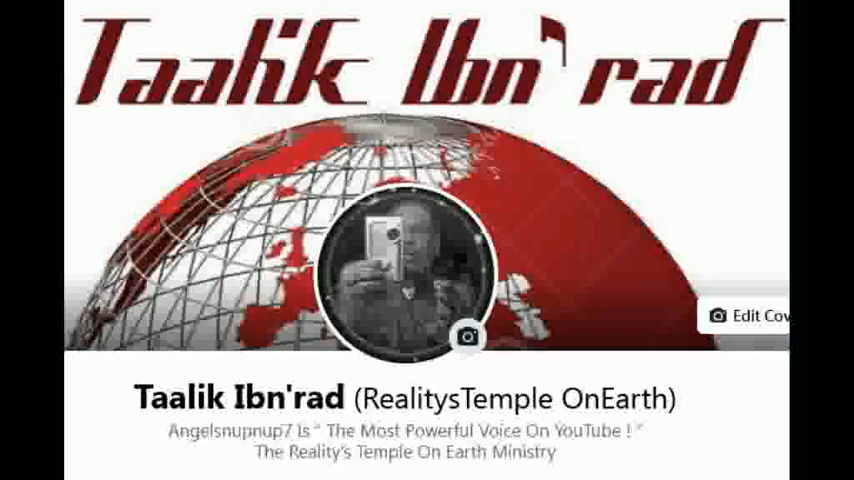 Taalik Ibn'rad
Edit Cov
Taalik Ibn'rad (RealitysTemple OnEarth)
Angelsnupnup7 Is " The Most Powerful Voice On YouTube ! "
The Reality's Temple On Earth Ministry